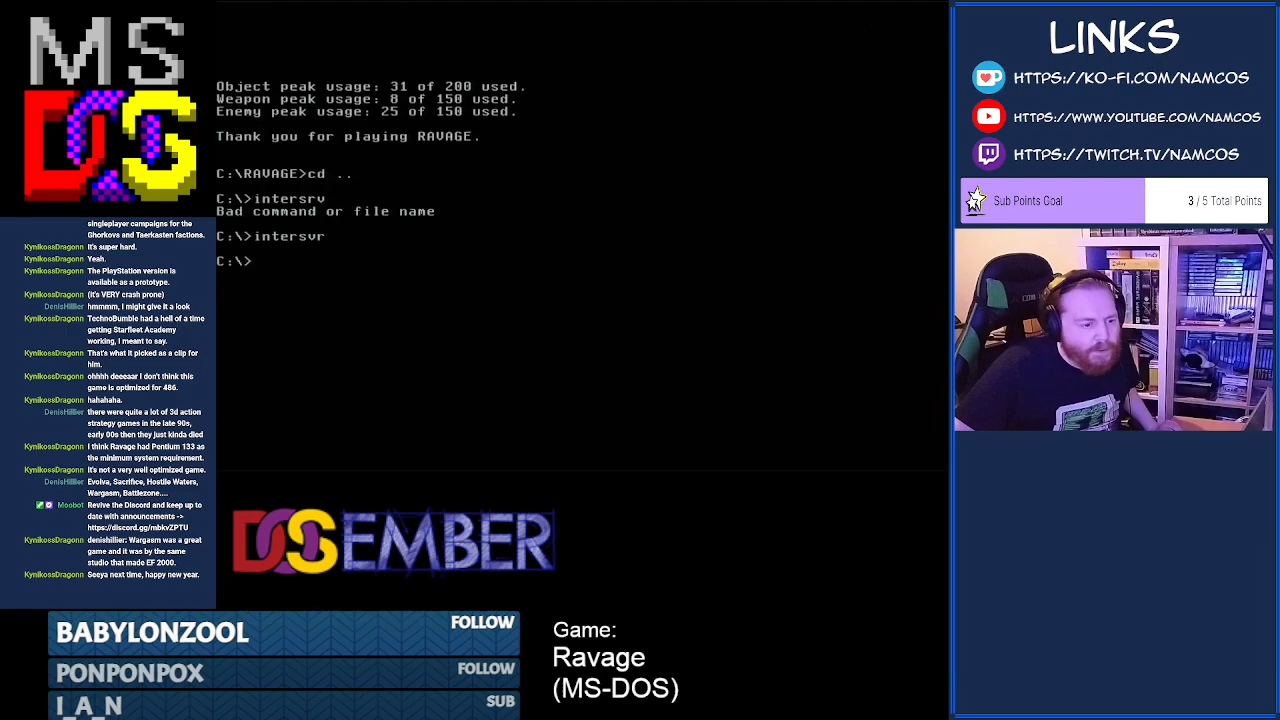 MS
DOS
singleplayer campaigns for the
Ghorkovs and Taerkasten factions.
KynikossDragonn It's super hard.
KynikossDragonn Yeah.
KynikossDragonn The PlayStation version is
available as a prototype.
KynikossDragonn (It's VERY crash prone)
DenisHillier hmmmm, I might give it a look
KynikossDragonn TechnoBumble had a hell of a time
getting Starfleet Academy
working, I meant to say.
KynikossDragonn That's what it picked as a clip for
him.
KynikossDragonn ohhhh deeeaar I don't think this
game is optimized for 486.
KynikossDragonn hahahaha.
DenisHillier there were quite a lot of 3d action
strategy games in the late 90s,
early 00s then they just kinda died
KynikossDragonn I think Ravage had Pentium 133 as
the minimum system requirement.
KynikossDragonn It's not a very well optimized game.
DenisHillier Evolva, Sacrifice, Hostile Waters,
Wargasm, Battlezone....
Moobot Revive the Discord and keep up to
date with announcements ->
https://discord.gg/mbkvZPTU
KynikossDragonn denishillier: Wargasm was a great
game and it was by the same
studio that made EF 2000.
KynikossDragonn Seeya next time, happy new year.
Object peak usage: 31 of 200 used.
Weapon peak usage: 8 of 150 used.
Enemy peak usage: 25 of 150 used.
Thank you for playing RAVAGE.
C:\RAVAGE>cd ..
C:\>intersrv
Bad command or file name
C:\>intersvr
C:\>
DOSEMBER
BABYLONZOOL FOLLOW
PONPONPOX FOLLOW
I_A_N SUB
Game:
Ravage
(MS-DOS)
LINKS
HTTPS://KO-FI.COM/NAMCOS
HTTPS://WWW.YOUTUBE.COM/NAMCOS
HTTPS://TWITCH.TV/NAMCOS
Sub Points Goal 3 / 5 Total Points